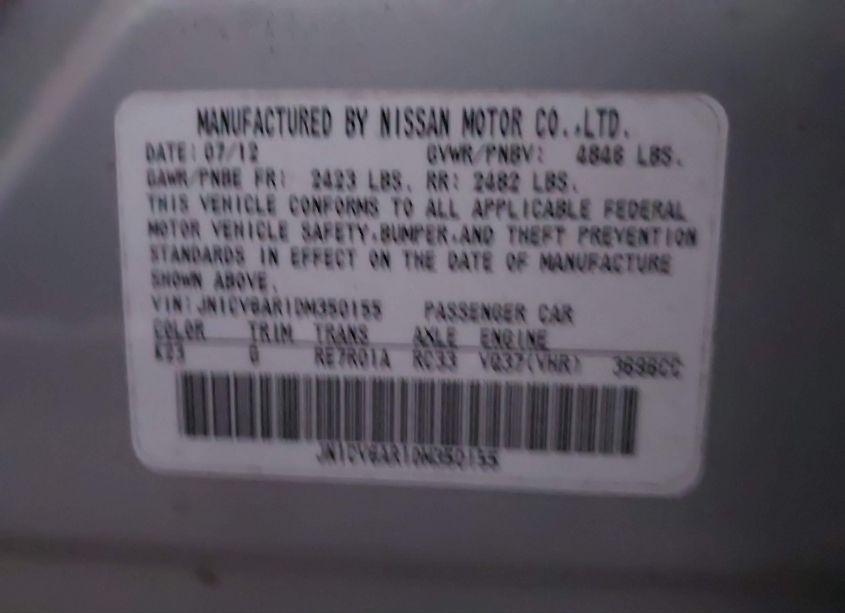 MANUFACTURED BY NISSAN MOTOR CO.,LTD.
DATE: 07/12 GVWR/PNBV: 4846 LBS.
GAWR/PNBE FR: 2423 LBS. RR: 2482 LBS.
THIS VEHICLE CONFORMS TO ALL APPLICABLE FEDERAL
MOTOR VEHICLE SAFETY,BUMPER,AND THEFT PREVENTION
STANDARDS IN EFFECT ON THE DATE OF MANUFACTURE
SHOWN ABOVE.
VIN: JN1CV6AR1DM350155 PASSENGER CAR
COLOR TRIM TRANS AXLE ENGINE
K23 G RE7R01A RC33 VQ37(VHR) 3696CC
JN1CV6AR1DM350155